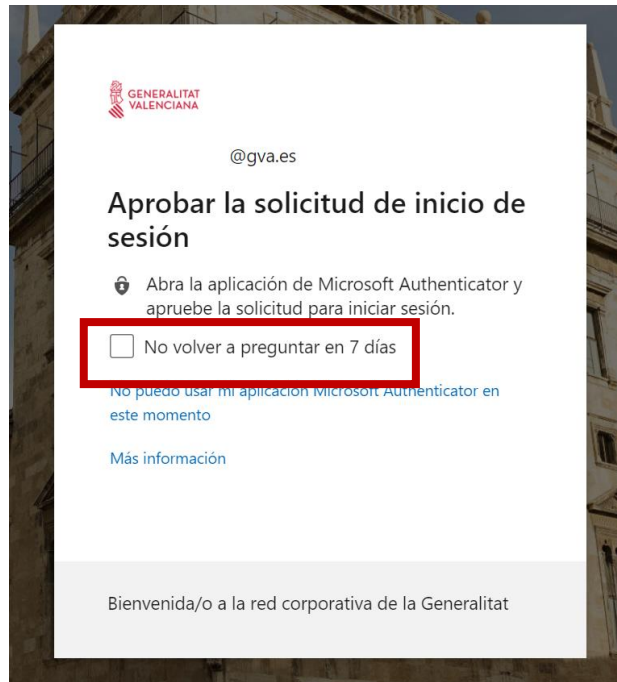 GENERALITAT
VALENCIANA
@gva.es
Aprobar la solicitud de inicio de
sesión
Abra la aplicación de Microsoft Authenticator y
apruebe la solicitud para iniciar sesión.
No volver a preguntar en 7 días
No puedo usar mi aplicación Microsoft Authenticator en
este momento
Más información
Bienvenida/o a la red corporativa de la Generalitat